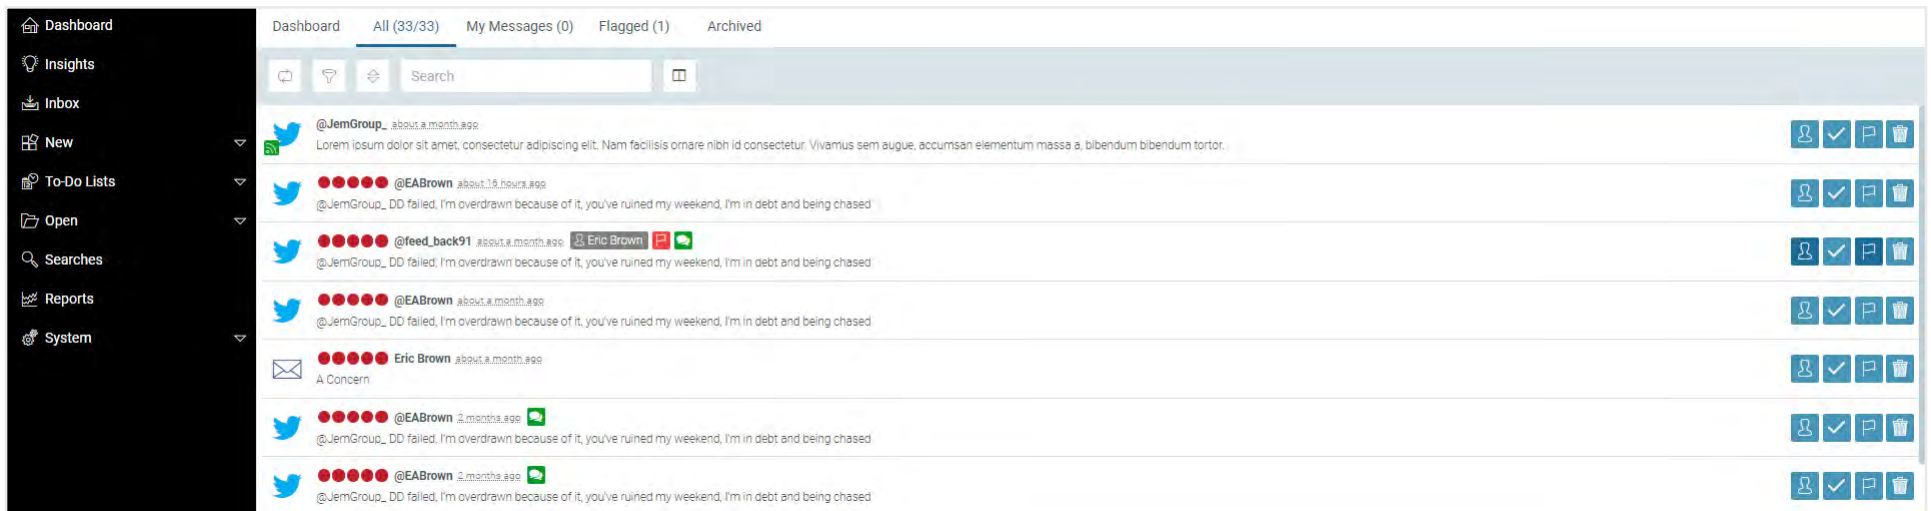 Dashboard
Insights
Inbox
New
To-Do Lists
Open
Searches
Reports
System
Dashboard All (33/33) My Messages (0) Flagged (1) Archived
Search
@JemGroup_ about a month ago
Lorem ipsum dolor sit amet, consectetur adipiscing elit. Nam facilisis ornare nibh id consectetur. Vivamus sem augue, accumsan elementum massa a, bibendum bibendum tortor.
@EABrown about 16 hours ago
@JemGroup_ DD failed, I'm overdrawn because of it, you've ruined my weekend, I'm in debt and being chased
@feed_back91 about a month ago Eric Brown
@JemGroup_ DD failed, I'm overdrawn because of it, you've ruined my weekend, I'm in debt and being chased
@EABrown about a month ago
@JemGroup_ DD failed, I'm overdrawn because of it, you've ruined my weekend, I'm in debt and being chased
Eric Brown about a month ago
A Concern
@EABrown 2 months ago
@JemGroup_ DD failed, I'm overdrawn because of it, you've ruined my weekend, I'm in debt and being chased
@EABrown 2 months ago
@JemGroup_ DD failed, I'm overdrawn because of it, you've ruined my weekend, I'm in debt and being chased